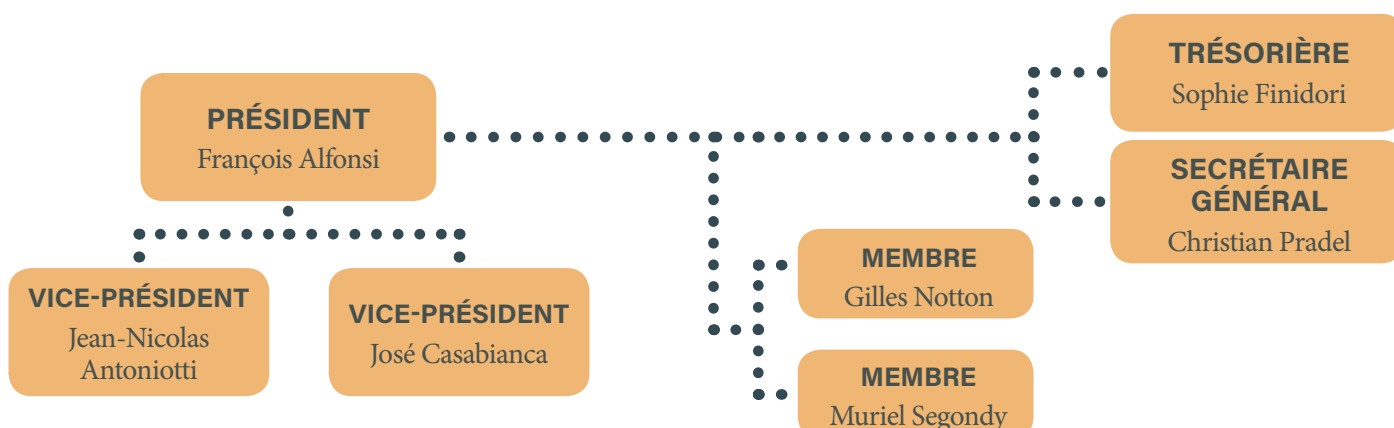 PRÉSIDENT
François Alfonsi
TRÉSORIÈRE
Sophie Finidori
SECRÉTAIRE
GÉNÉRAL
Christian Pradel
VICE-PRÉSIDENT
Jean-Nicolas
Antoniotti
VICE-PRÉSIDENT
José Casabianca
MEMBRE
Gilles Notton
MEMBRE
Muriel Segondy